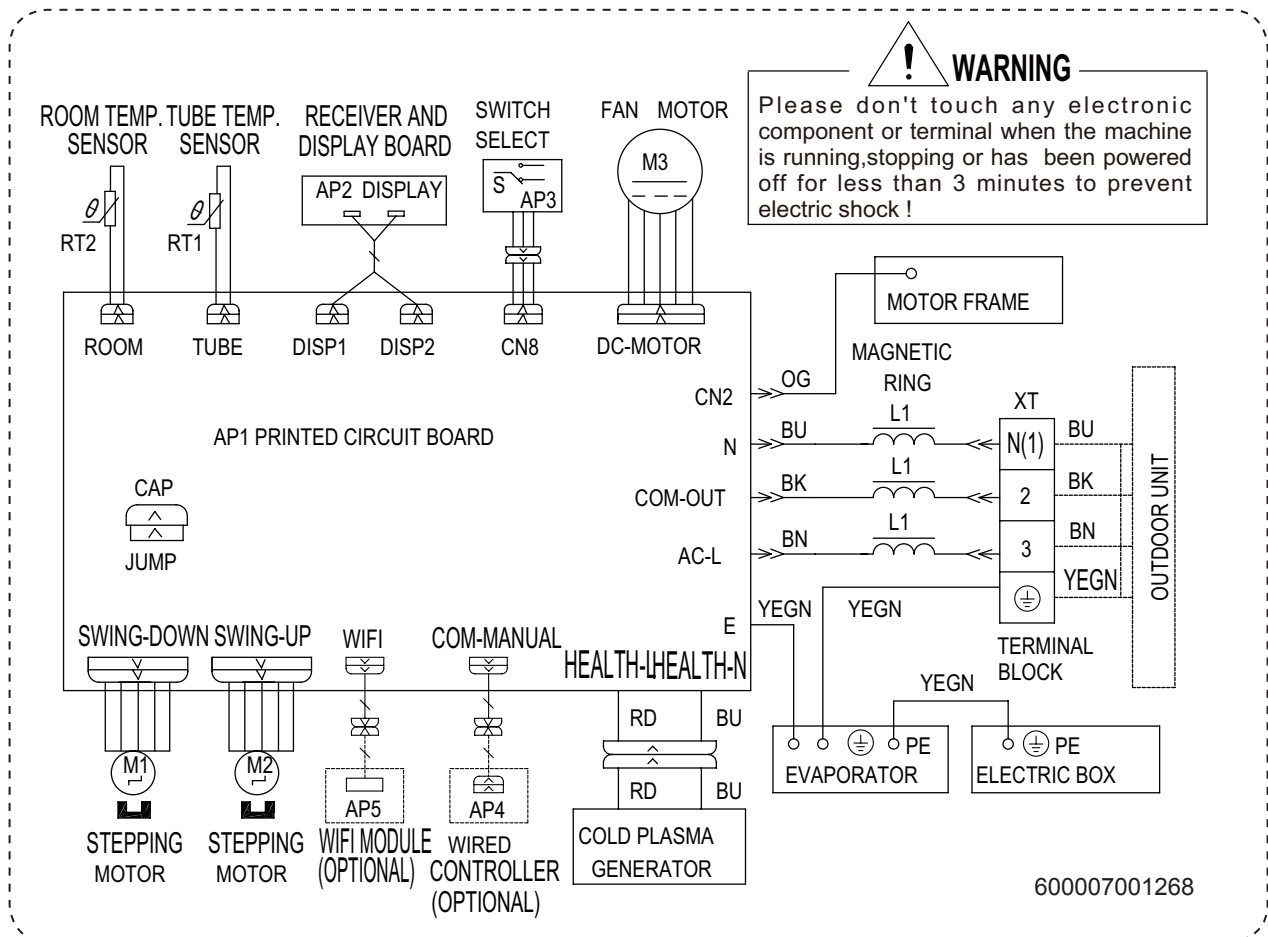 WARNING
Please don't touch any electronic
component or terminal when the machine
is running,stopping or has been powered
off for less than 3 minutes to prevent
electric shock !
ROOM TEMP.
SENSOR
TUBE TEMP.
SENSOR
RECEIVER AND
DISPLAY BOARD
SWITCH
SELECT
FAN MOTOR
AP2 DISPLAY
S
AP3
M3
θ
RT2
θ
RT1
MOTOR FRAME
ROOM
TUBE
DISP1
DISP2
CN8
DC-MOTOR
MAGNETIC
RING
CN2
OG
XT
AP1 PRINTED CIRCUIT BOARD
N
BU
L1
N(1)
BU
COM-OUT
BK
L1
2
BK
AC-L
BN
L1
3
BN
YEGN
OUTDOOR UNIT
CAP
JUMP
E
YEGN
YEGN
TERMINAL
BLOCK
SWING-DOWN
SWING-UP
WIFI
COM-MANUAL
HEALTH-L
HEALTH-N
YEGN
RD
BU
PE
EVAPORATOR
PE
ELECTRIC BOX
M1
M2
AP5
AP4
RD
BU
STEPPING
MOTOR
STEPPING
MOTOR
WIFI MODULE
(OPTIONAL)
WIRED
CONTROLLER
(OPTIONAL)
COLD PLASMA
GENERATOR
600007001268